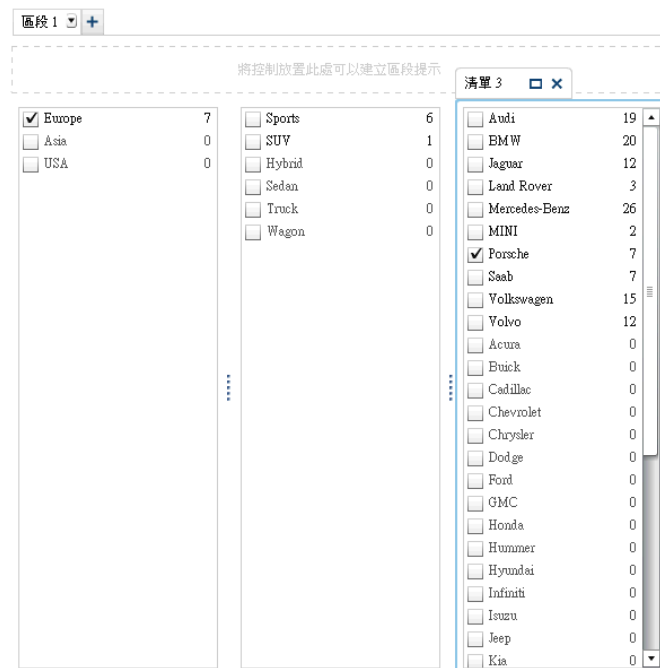 區段 1
將控制放置此處可以建立區段提示
清單 3
Europe 7
Asia 0
USA 0
Sports 6
SUV 1
Hybrid 0
Sedan 0
Truck 0
Wagon 0
Audi 19
BMW 20
Jaguar 12
Land Rover 3
Mercedes-Benz 26
MINI 2
Porsche 7
Saab 7
Volkswagen 15
Volvo 12
Acura 0
Buick 0
Cadillac 0
Chevrolet 0
Chrysler 0
Dodge 0
Ford 0
GMC 0
Honda 0
Hummer 0
Hyundai 0
Infiniti 0
Isuzu 0
Jeep 0
Kia 0